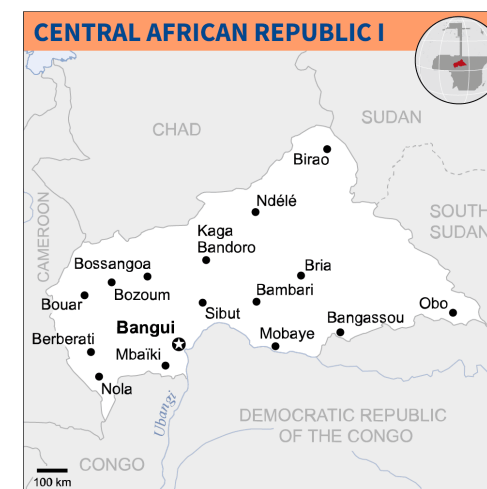 CENTRAL AFRICAN REPUBLIC I
CHAD
SUDAN
Birao
Ndélé
SOUTH
SUDAN
CAMEROON
Kaga
Bandoro
Bossangoa
Bria
Bozoum
Bambari
Bouar
Sibut
Obo
Bangassou
Bangui
Mobaye
Berberati
Mbaïki
Nola
Ubangi
DEMOCRATIC REPUBLIC
OF THE CONGO
CONGO
100 km